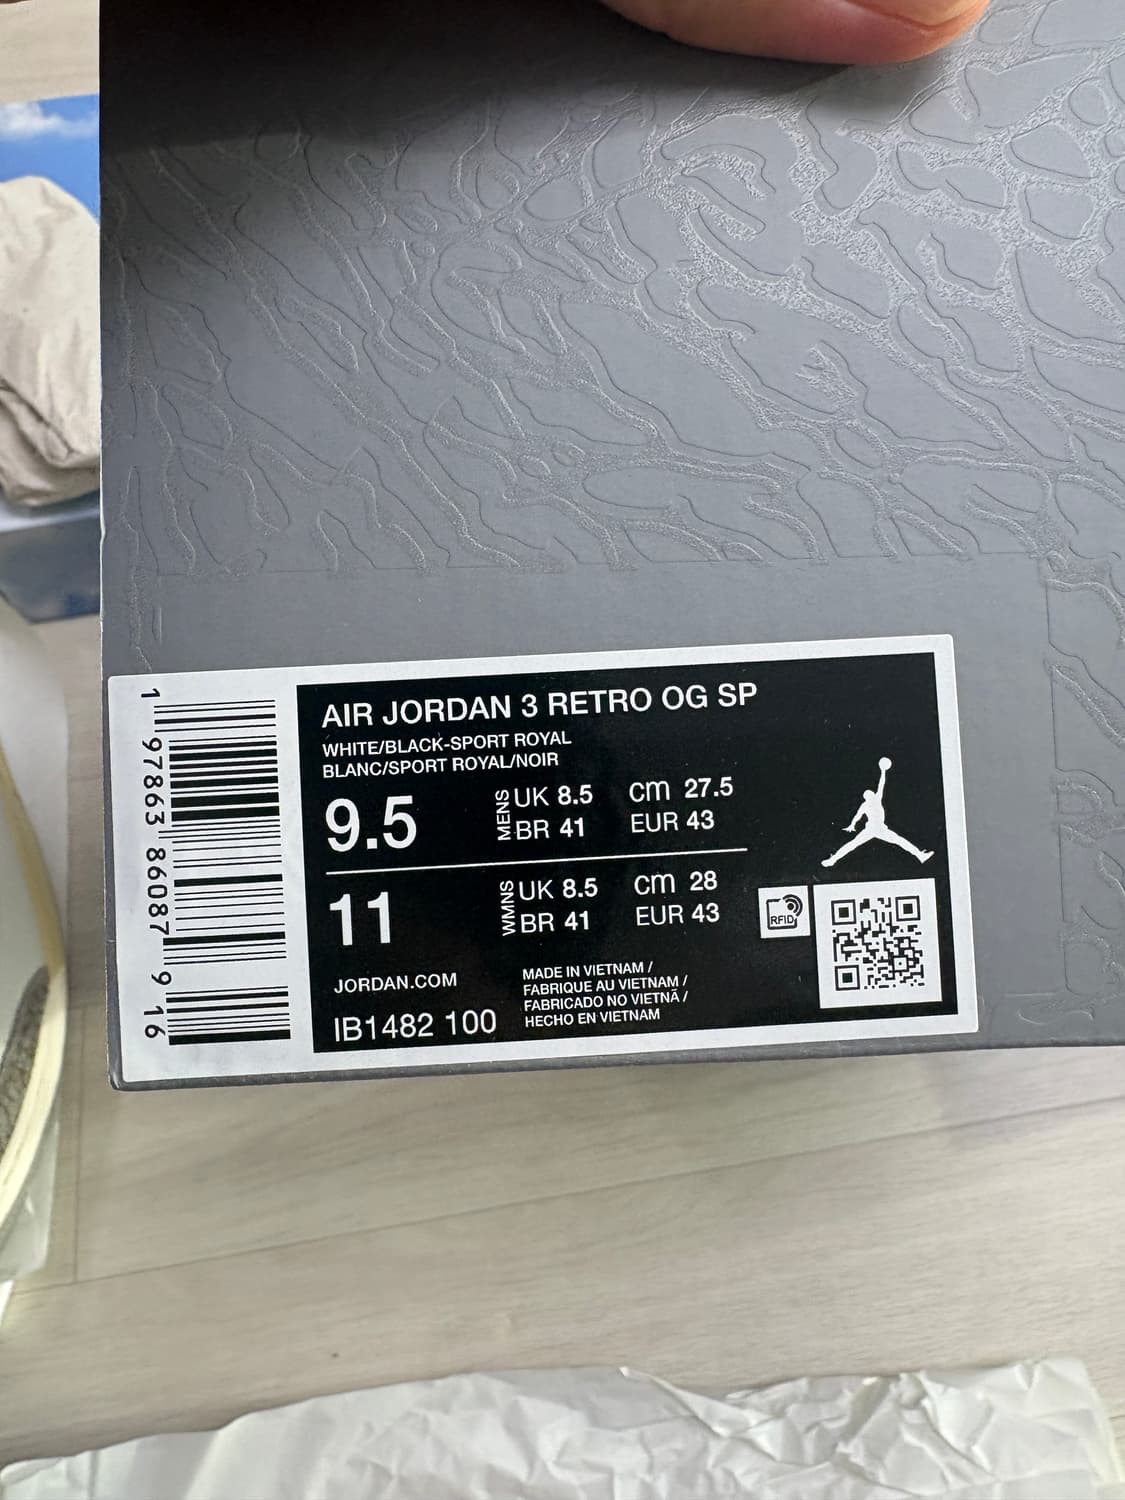 AIR JORDAN 3 RETRO OG SP
WHITE/BLACK-SPORT ROYAL
BLANC/SPORT ROYAL/NOIR
9.5
MENS
UK 8.5 cm 27.5
BR 41 EUR 43
11
WMNS
UK 8.5 cm 28
BR 41 EUR 43
RFID
JORDAN.COM
IB1482 100
MADE IN VIETNAM /
FABRIQUE AU VIETNAM /
FABRICADO NO VIETNÃ /
HECHO EN VIETNAM
1 97863 86087 9 16